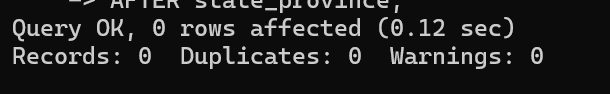 -> AFTER state_province,
Query OK, 0 rows affected (0.12 sec)
Records: 0  Duplicates: 0  Warnings: 0